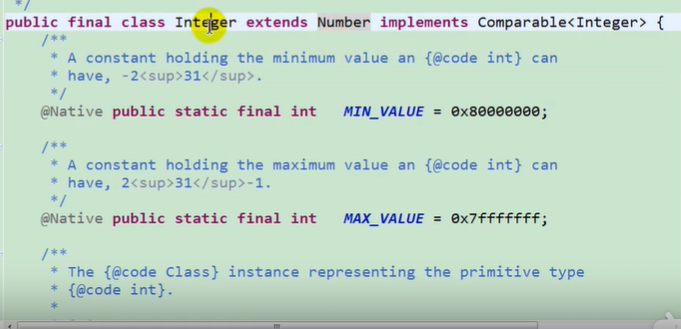 */
public final class Integer extends Number implements Comparable<Integer> {
/**
* A constant holding the minimum value an {@code int} can
* have, -2<sup>31</sup>.
*/
@Native public static final int MIN_VALUE = 0x80000000;
/**
* A constant holding the maximum value an {@code int} can
* have, 2<sup>31</sup>-1.
*/
@Native public static final int MAX_VALUE = 0x7fffffff;
/**
* The {@code Class} instance representing the primitive type
* {@code int}.
*